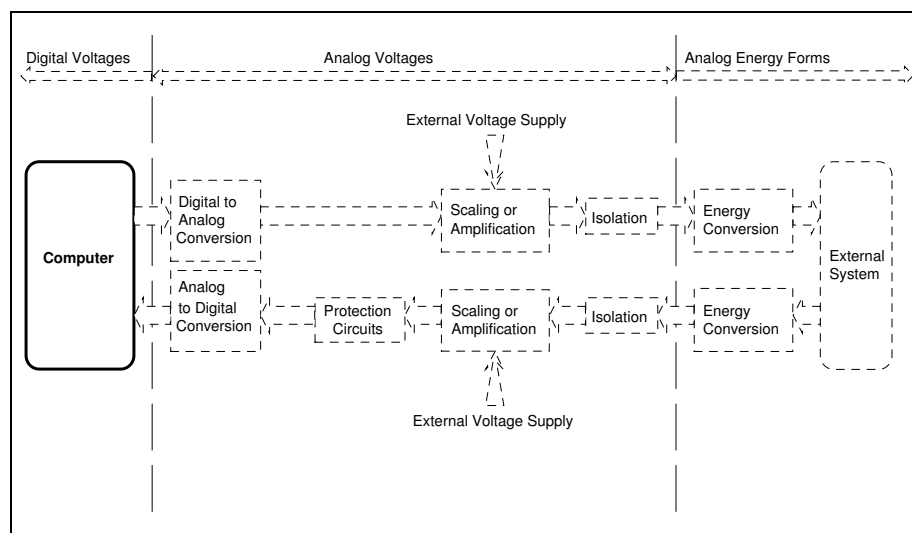 Digital Voltages
Analog Voltages
Analog Energy Forms
External Voltage Supply
Digital to
Analog
Conversion
Scaling or
Amplification
Isolation
Energy
Conversion
Computer
External
System
Analog
to Digital
Conversion
Protection
Circuits
Scaling or
Amplification
Isolation
Energy
Conversion
External Voltage Supply